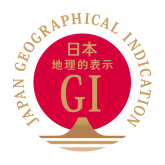 JAPAN GEOGRAPHICAL INDICATION
日本
地理的表示
GI